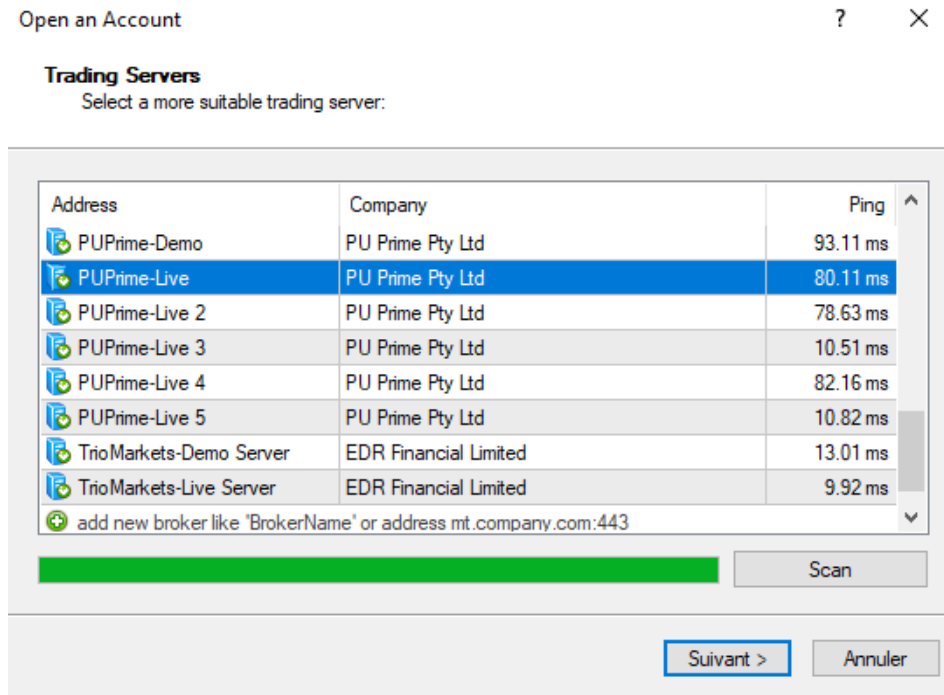 Open an Account ? ×
Trading Servers
Select a more suitable trading server:
Address Company Ping
PUPrime-Demo PU Prime Pty Ltd 93.11 ms
PUPrime-Live PU Prime Pty Ltd 80.11 ms
PUPrime-Live 2 PU Prime Pty Ltd 78.63 ms
PUPrime-Live 3 PU Prime Pty Ltd 10.51 ms
PUPrime-Live 4 PU Prime Pty Ltd 82.16 ms
PUPrime-Live 5 PU Prime Pty Ltd 10.82 ms
TrioMarkets-Demo Server EDR Financial Limited 13.01 ms
TrioMarkets-Live Server EDR Financial Limited 9.92 ms
add new broker like 'BrokerName' or address mt.company.com:443
Scan
Suivant > Annuler